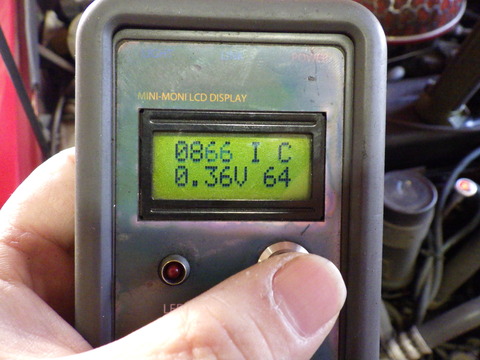 MINI-MONI LCD DISPLAY
0866 I C
0.36V 64